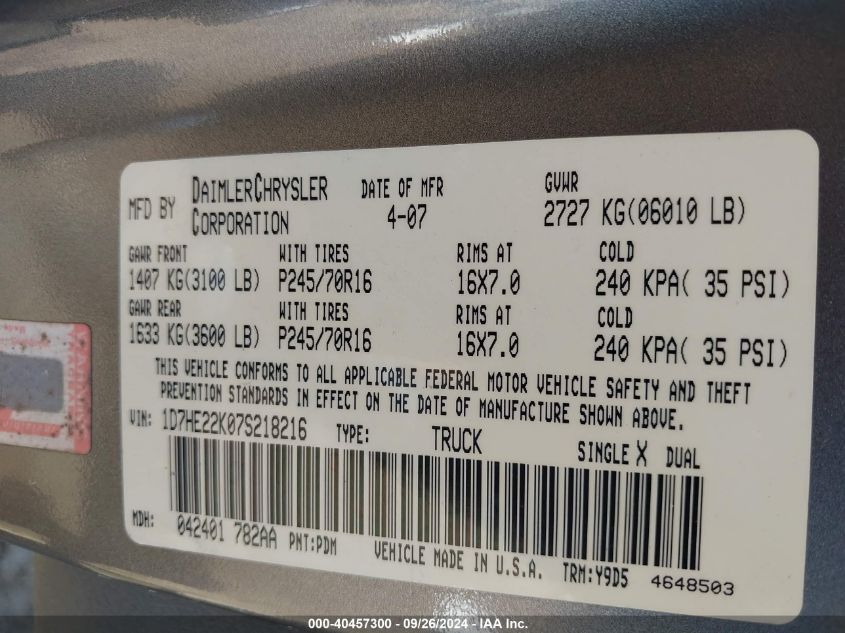 MFD BY DAIMLERCHRYSLER CORPORATION
DATE OF MFR 4-07
GVWR 2727 KG(06010 LB)
GAWR FRONT WITH TIRES RIMS AT COLD
1407 KG(3100 LB) P245/70R16 16X7.0 240 KPA( 35 PSI)
GAWR REAR WITH TIRES RIMS AT COLD
1633 KG(3600 LB) P245/70R16 16X7.0 240 KPA( 35 PSI)
THIS VEHICLE CONFORMS TO ALL APPLICABLE FEDERAL MOTOR VEHICLE SAFETY AND THEFT
PREVENTION STANDARDS IN EFFECT ON THE DATE OF MANUFACTURE SHOWN ABOVE.
VIN: 1D7HE22K07S218216 TYPE: TRUCK SINGLE X DUAL
MDH: 042401 782AA PNT:PDM VEHICLE MADE IN U.S.A. TRM:Y9D5 4648503
000-40457300 - 09/26/2024 - IAA Inc.